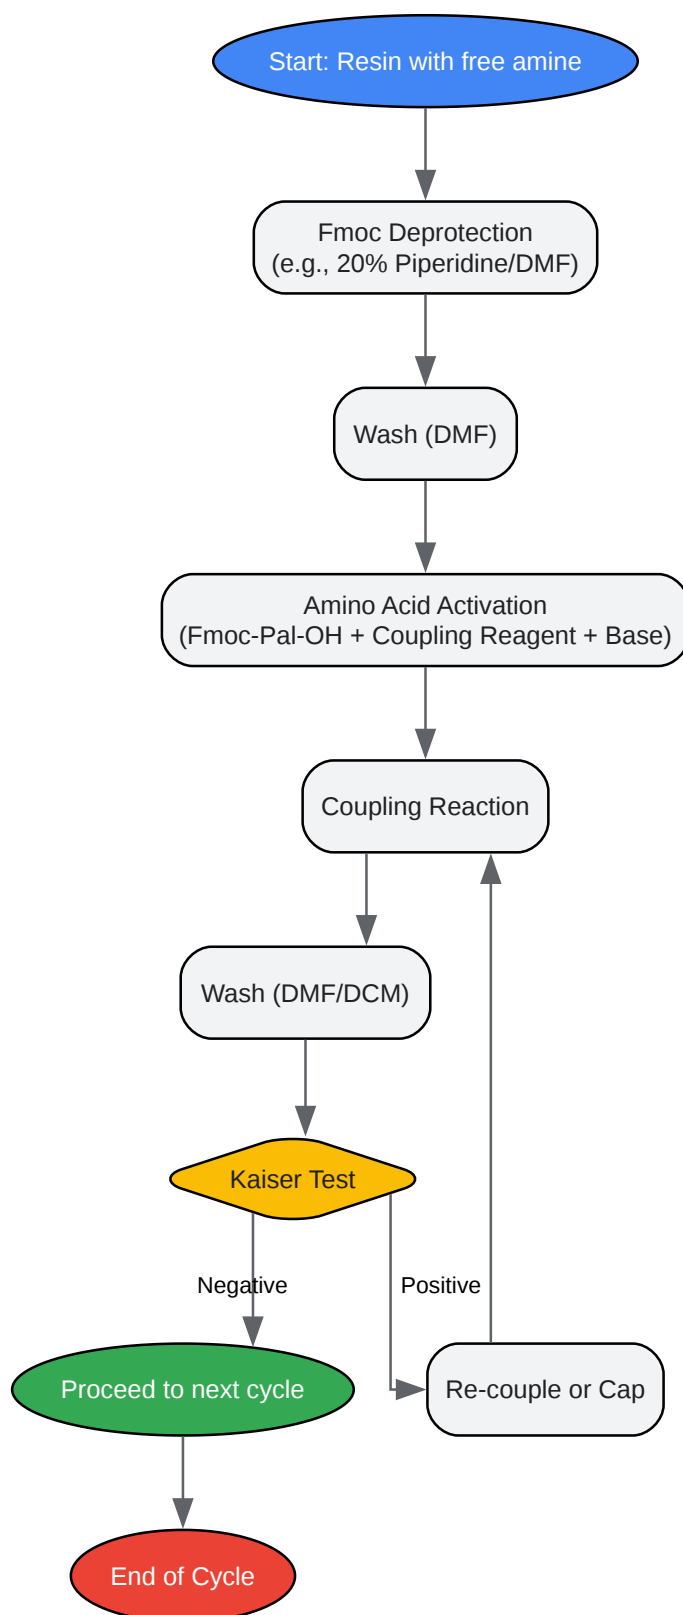 Start: Resin with free amine
Fmoc Deprotection
(e.g., 20% Piperidine/DMF)
Wash (DMF)
Amino Acid Activation
(Fmoc-Pal-OH + Coupling Reagent + Base)
Coupling Reaction
Wash (DMF/DCM)
Kaiser Test
Negative
Positive
Proceed to next cycle
Re-couple or Cap
End of Cycle